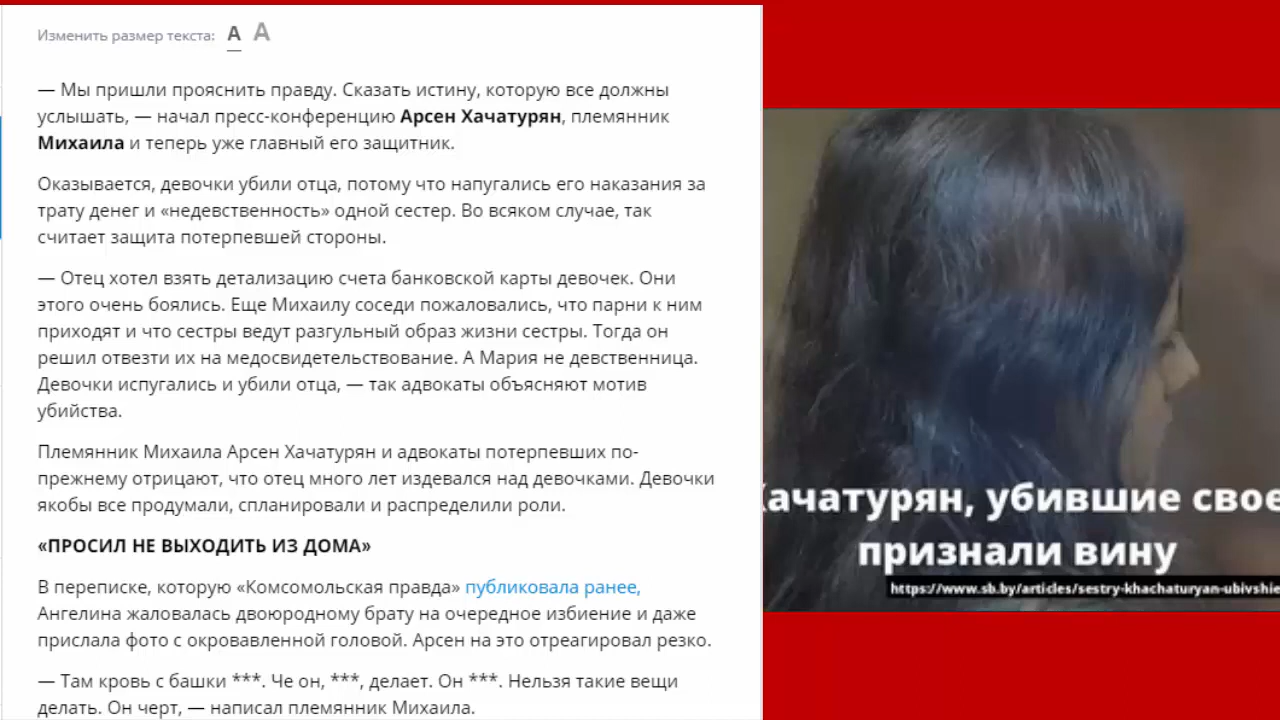 Изменить размер текста: A A
— Мы пришли прояснить правду. Сказать истину, которую все должны
услышать, — начал пресс-конференцию Арсен Хачатурян, племянник
Михаила и теперь уже главный его защитник.
Оказывается, девочки убили отца, потому что напугались его наказания за
трату денег и «недевственность» одной сестер. Во всяком случае, так
считает защита потерпевшей стороны.
— Отец хотел взять детализацию счета банковской карты девочек. Они
этого очень боялись. Еще Михаилу соседи пожаловались, что парни к ним
приходят и что сестры ведут разгульный образ жизни сестры. Тогда он
решил отвезти их на медосвидетельствование. А Мария не девственница.
Девочки испугались и убили отца, — так адвокаты объясняют мотив
убийства.
Племянник Михаила Арсен Хачатурян и адвокаты потерпевших по-
прежнему отрицают, что отец много лет издевался над девочками. Девочки
якобы все продумали, спланировали и распределили роли.
«ПРОСИЛ НЕ ВЫХОДИТЬ ИЗ ДОМА»
В переписке, которую «Комсомольская правда» публиковала ранее,
Ангелина жаловалась двоюродному брату на очередное избиение и даже
прислала фото с окровавленной головой. Арсен на это отреагировал резко.
— Там кровь с башки ***. Че он, ***, делает. Он ***. Нельзя такие вещи
делать. Он черт, — написал племянник Михаила.
Хачатурян, убившие свое
признали вину
https://www.sb.by/articles/sestry-khachaturyan-ubivshie